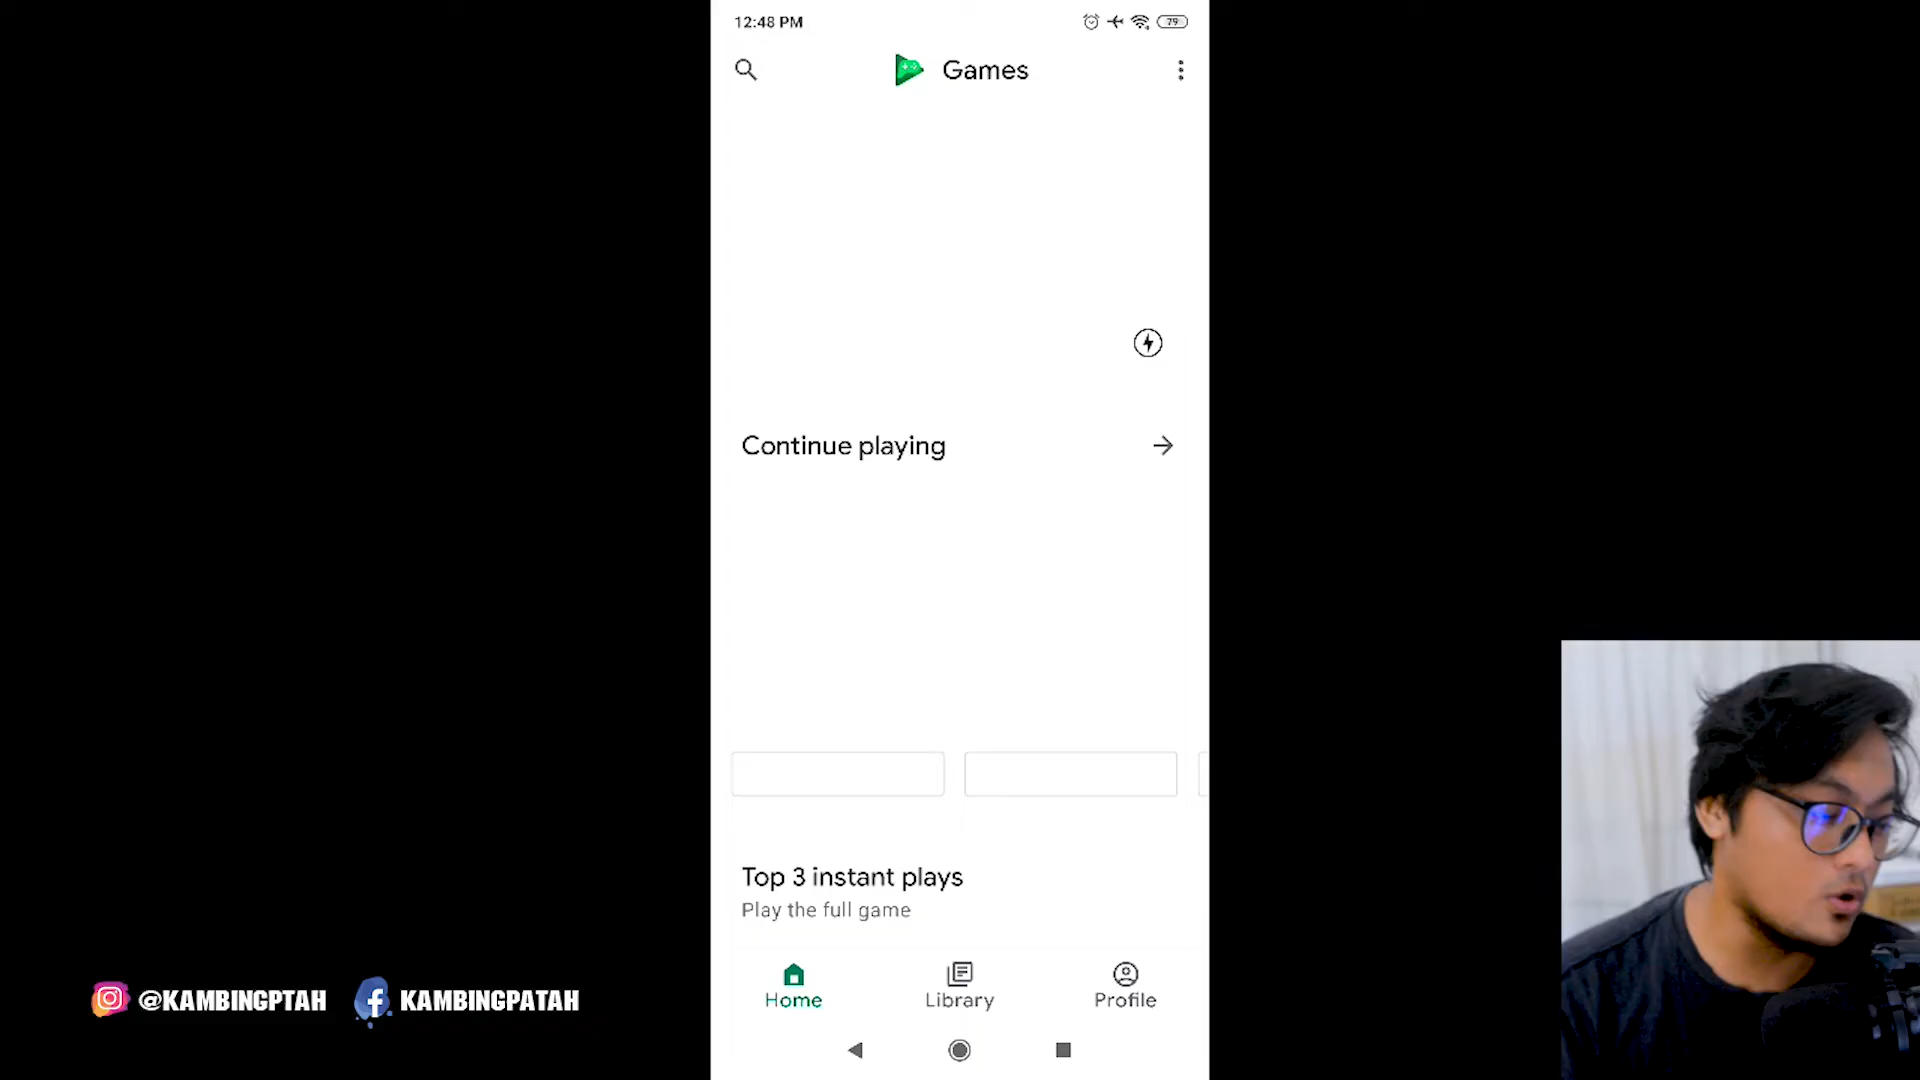 12:48 PM
79
Games
Continue playing
Top 3 instant plays
Play the full game
Home
Library
Profile
@KAMBINGPTAH
KAMBINGPATAH